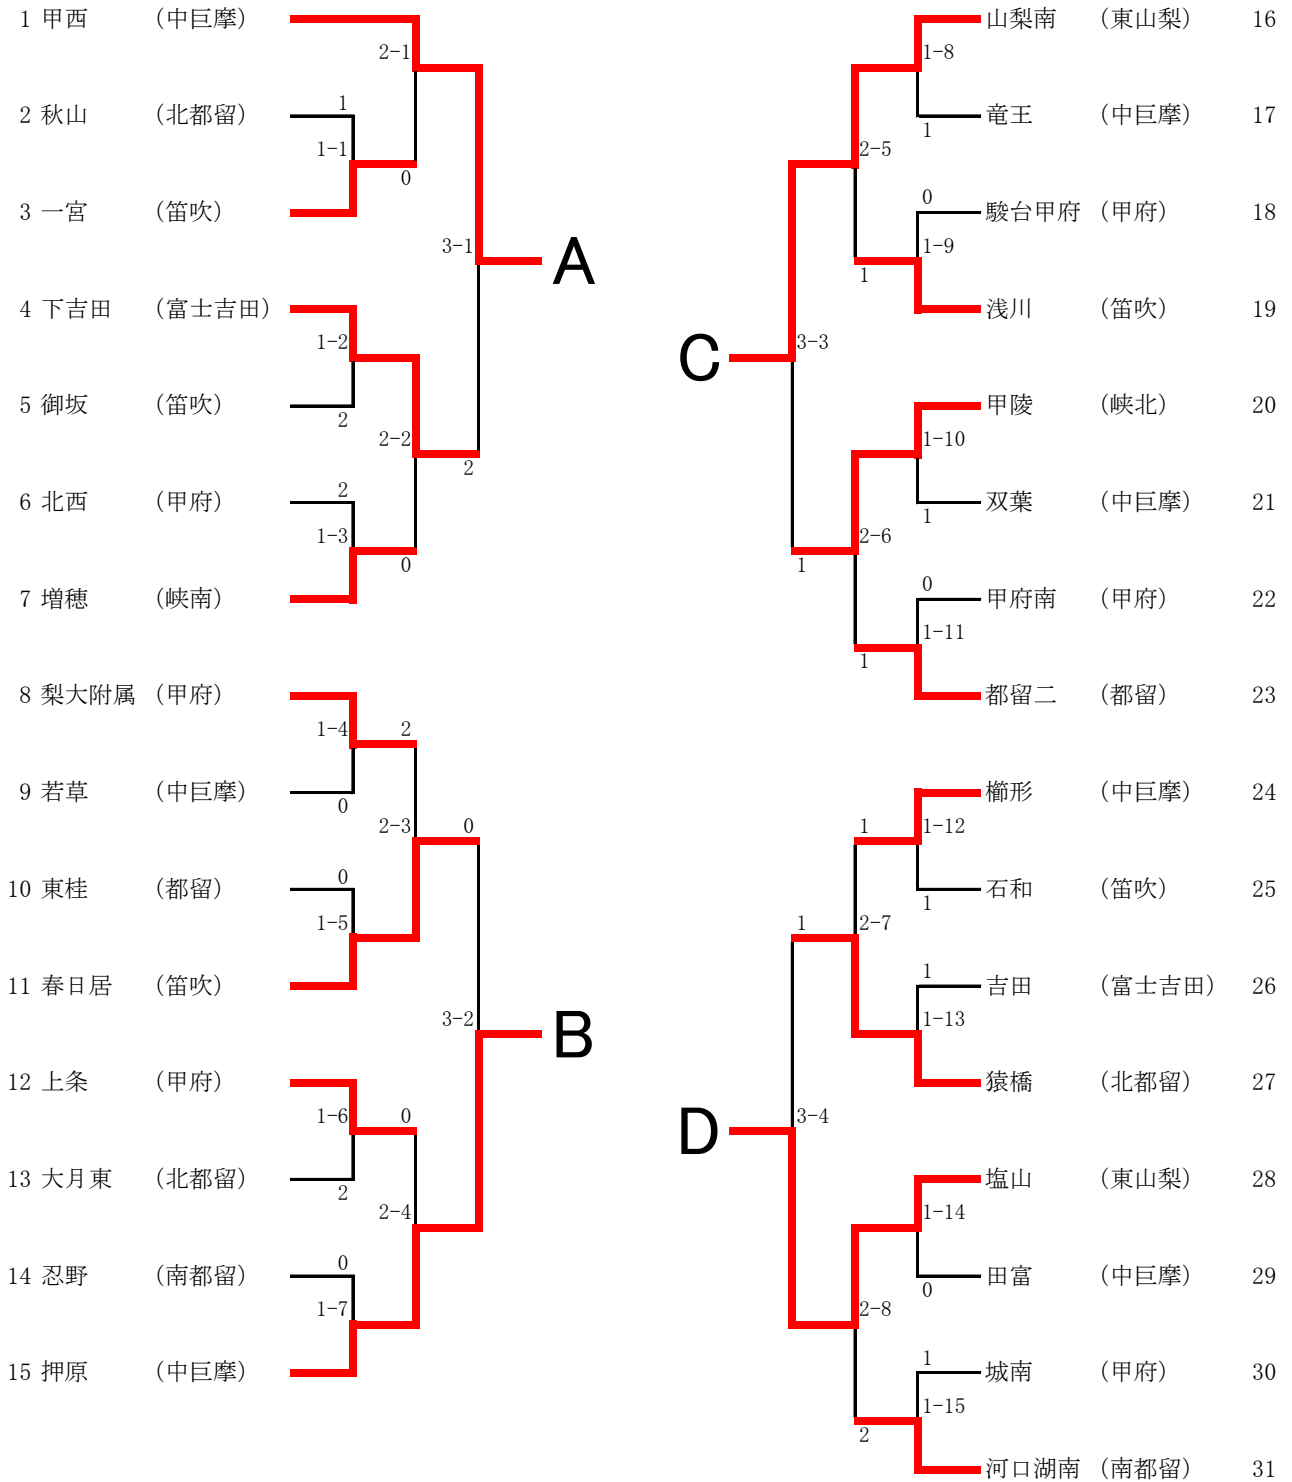 1 甲西 （中巨摩）
2-1
2 秋山 （北都留） 1
1-1
0
3 一宮 （笛吹）
3-1
A
4 下吉田 （富士吉田）
1-2
5 御坂 （笛吹）
2
2-2
2
6 北西 （甲府） 2
1-3
0
7 増穂 （峡南）
8 梨大附属 （甲府）
1-4 2
9 若草 （中巨摩）
0
2-3 0
10 東桂 （都留） 0
1-5
11 春日居 （笛吹）
3-2
B
12 上条 （甲府）
1-6 0
13 大月東 （北都留）
2
2-4
14 忍野 （南都留） 0
1-7
15 押原 （中巨摩）
山梨南 （東山梨） 16
1-8
竜王 （中巨摩） 17
1
2-5
0
駿台甲府 （甲府） 18
1-9
1
浅川 （笛吹） 19
3-3
C
甲陵 （峡北） 20
1-10
双葉 （中巨摩） 21
1
2-6
1
0
甲府南 （甲府） 22
1-11
1
都留二 （都留） 23
櫛形 （中巨摩） 24
1 1-12
石和 （笛吹） 25
1
1 2-7
1
吉田 （富士吉田） 26
1-13
猿橋 （北都留） 27
3-4
D
塩山 （東山梨） 28
1-14
田富 （中巨摩） 29
0
2-8
1
城南 （甲府） 30
1-15
2
河口湖南 （南都留） 31